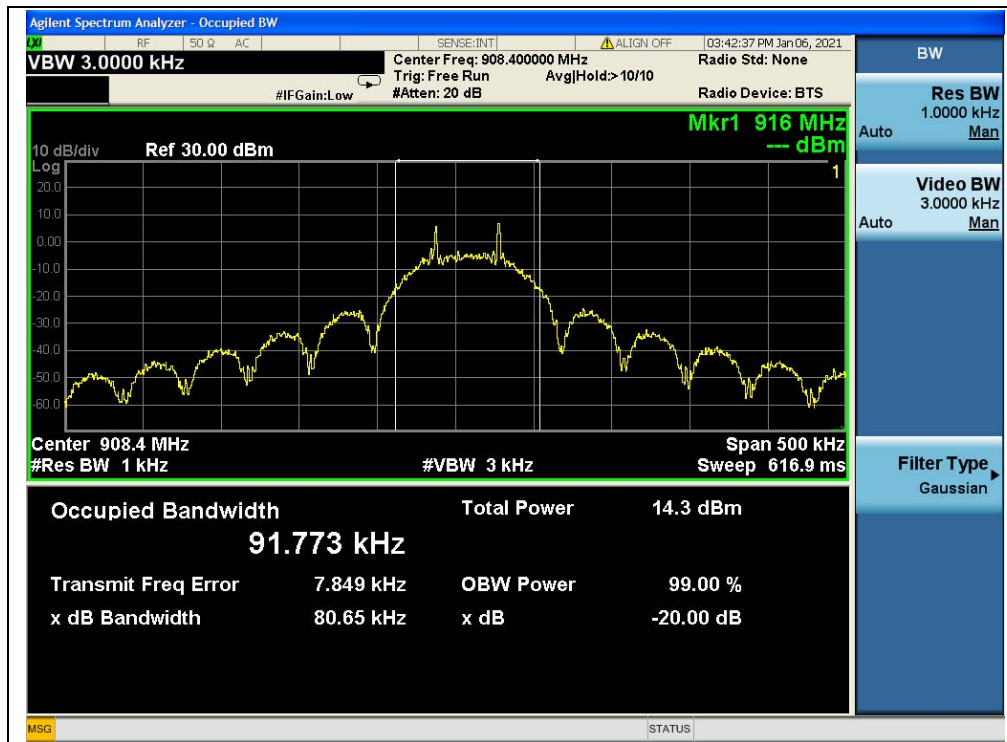 Agilent Spectrum Analyzer - Occupied BW
LXI RF 50 Ω AC SENSE:INT ⚠ ALIGN OFF 03:42:37 PM Jan 06, 2021
VBW 3.0000 kHz
Center Freq: 908.400000 MHz
Radio Std: None
Trig: Free Run Avg|Hold:>10/10
#IFGain:Low #Atten: 20 dB
Radio Device: BTS
Mkr1 916 MHz
--- dBm
10 dB/div Ref 30.00 dBm
Log
1
20.0
10.0
0.00
-10.0
-20.0
-30.0
-40.0
-50.0
-60.0
Center 908.4 MHz
Span 500 kHz
#Res BW 1 kHz
#VBW 3 kHz
Sweep 616.9 ms
Occupied Bandwidth
91.773 kHz
Total Power 14.3 dBm
Transmit Freq Error 7.849 kHz
OBW Power 99.00 %
x dB Bandwidth 80.65 kHz
x dB -20.00 dB
BW
Res BW
1.0000 kHz
Auto Man
Video BW
3.0000 kHz
Auto Man
Filter Type
Gaussian
MSG
STATUS